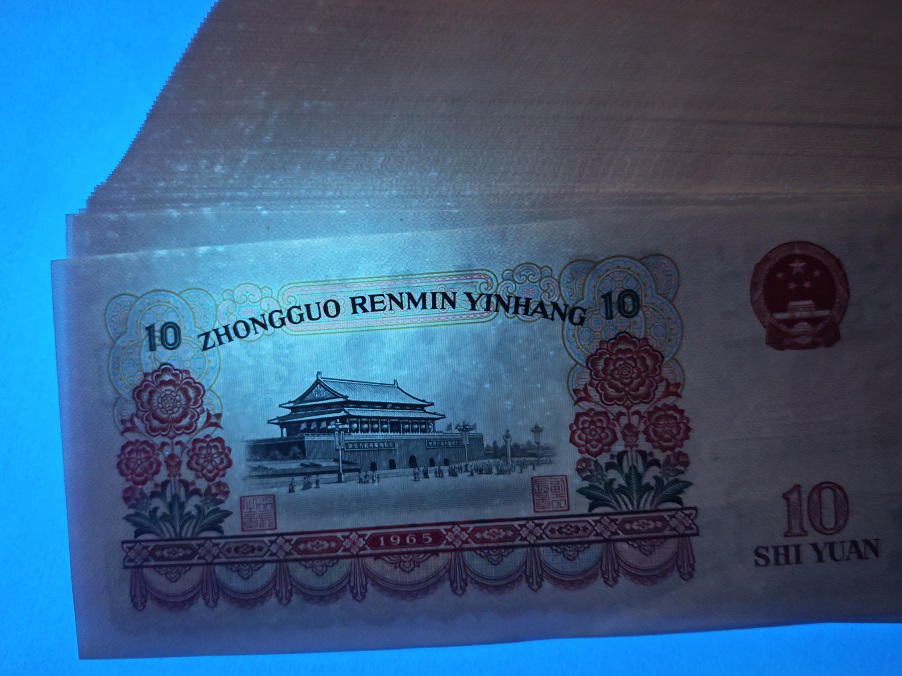 10 ZHONGGUO RENMIN YINHANG 10
1965
10
SHI YUAN